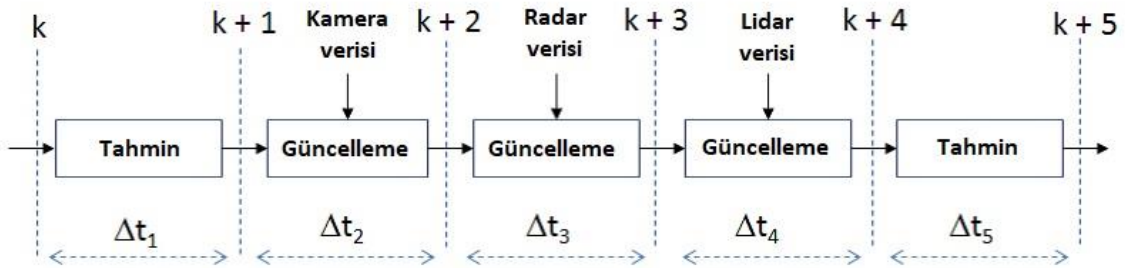 k
k + 1
Kamera
verisi
k + 2
Radar
verisi
k + 3
Lidar
verisi
k + 4
k + 5
Tahmin
Güncelleme
Güncelleme
Güncelleme
Tahmin
Δt₁
Δt₂
Δt₃
Δt₄
Δt₅